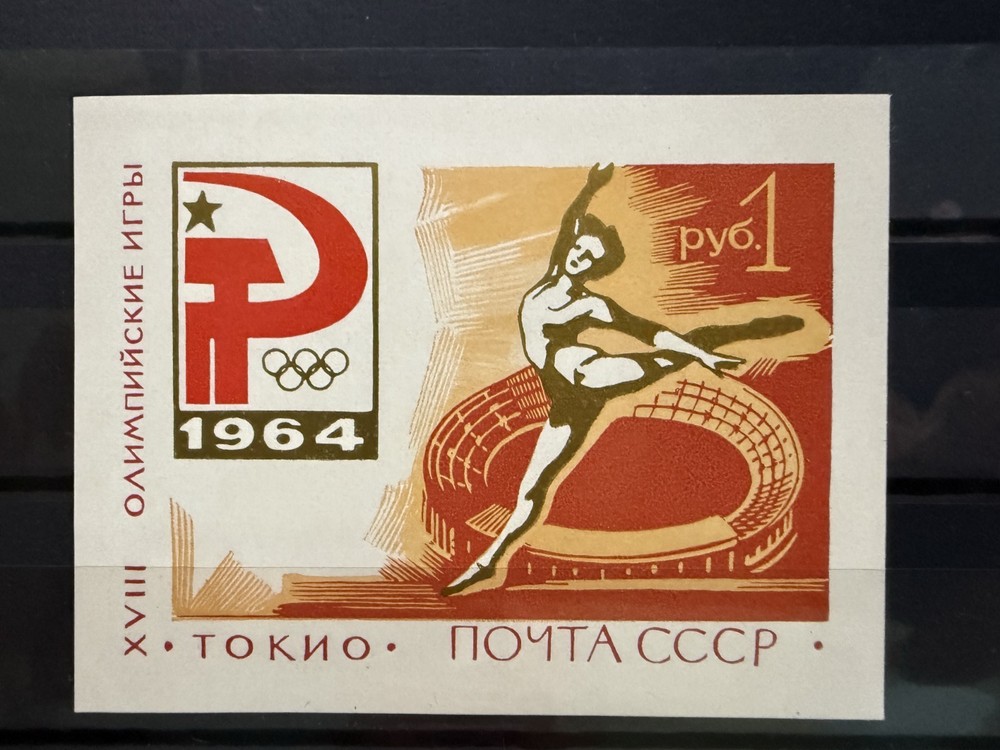 XVIII ОЛИМПИЙСКИЕ ИГРЫ
1964
руб. 1
• ТОКИО • ПОЧТА СССР •